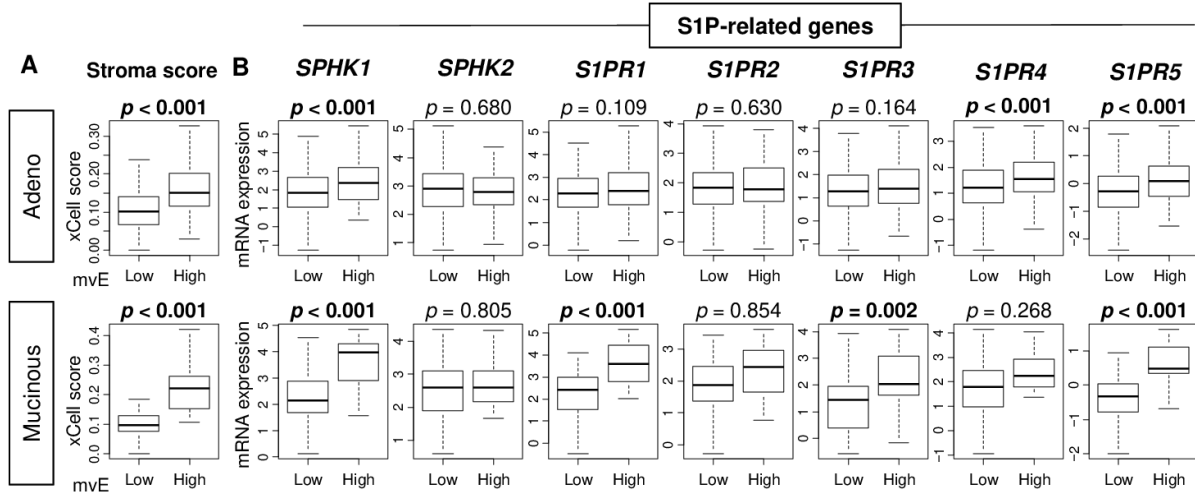 S1P-related genes
A Stroma score B SPHK1 SPHK2 S1PR1 S1PR2 S1PR3 S1PR4 S1PR5
p < 0.001 p < 0.001 p = 0.680 p = 0.109 p = 0.630 p = 0.164 p < 0.001 p < 0.001
Adeno
xCell score
0.00 0.10 0.20 0.30
mRNA expression
−1 0 1 2 3 4 5
1 2 3 4 5
0 1 2 3 4 5
0 1 2 3 4
−1 0 1 2 3 4
−1 0 1 2 3
−2 −1 0 1 2
mvE Low High Low High Low High Low High Low High Low High Low High Low High
p < 0.001 p < 0.001 p = 0.805 p < 0.001 p = 0.854 p = 0.002 p = 0.268 p < 0.001
Mucinous
xCell score
0.0 0.1 0.2 0.3 0.4
mRNA expression
0 1 2 3 4 5
1 2 3 4
0 1 2 3 4 5
0 1 2 3
0 1 2 3 4
−1 0 1 2 3 4
−2 −1 0 1
mvE Low High Low High Low High Low High Low High Low High Low High Low High